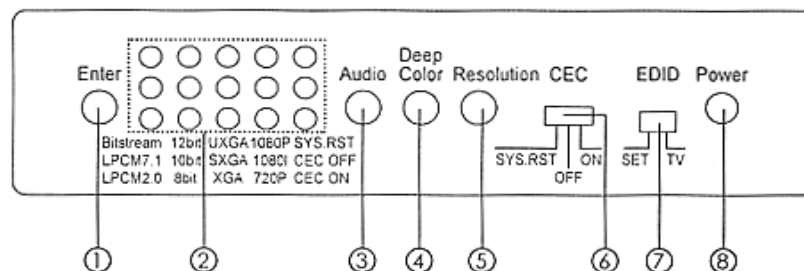 Enter
Audio
Deep
Color
Resolution
CEC
EDID
Power
Bitstream 12bit UXGA 1080P SYS.RST
LPCM7.1 10bit SXGA 1080I CEC OFF
LPCM2.0 8bit XGA 720P CEC ON
SYS.RST
OFF
ON
SET
TV
① ② ③ ④ ⑤ ⑥ ⑦ ⑧